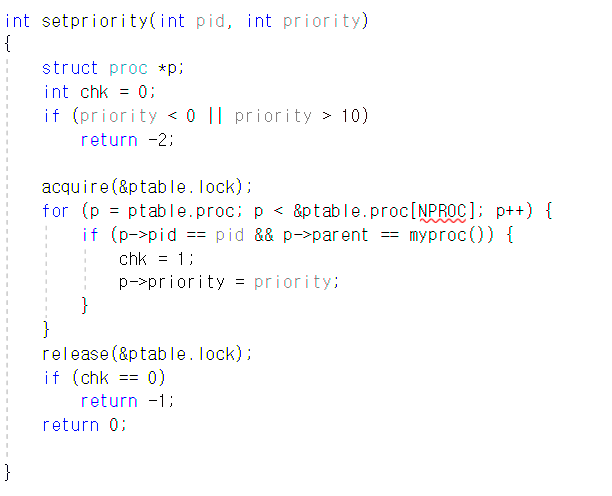 int setpriority(int pid, int priority)
{
    struct proc *p;
    int chk = 0;
    if (priority < 0 || priority > 10)
        return -2;

    acquire(&ptable.lock);
    for (p = ptable.proc; p < &ptable.proc[NPROC]; p++) {
        if (p->pid == pid && p->parent == myproc()) {
            chk = 1;
            p->priority = priority;
        }
    }
    release(&ptable.lock);
    if (chk == 0)
        return -1;
    return 0;

}